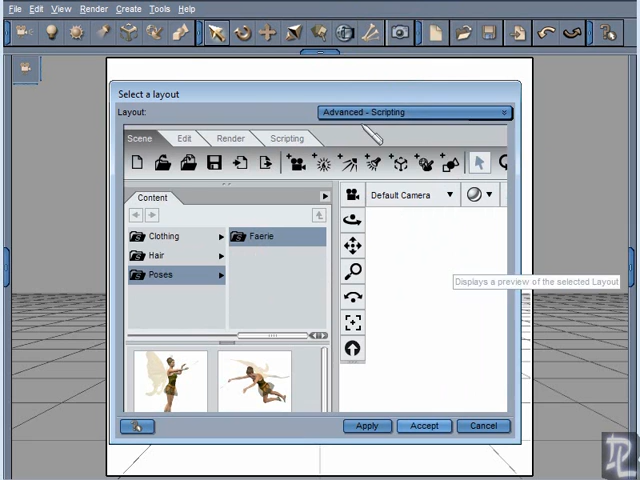 File Edit View Render Create Tools Help
Select a layout
Layout: Advanced - Scripting
Scene Edit Render Scripting
Content
Default Camera
Clothing
Faerie
Hair
Poses
Displays a preview of the selected Layout
Apply Accept Cancel